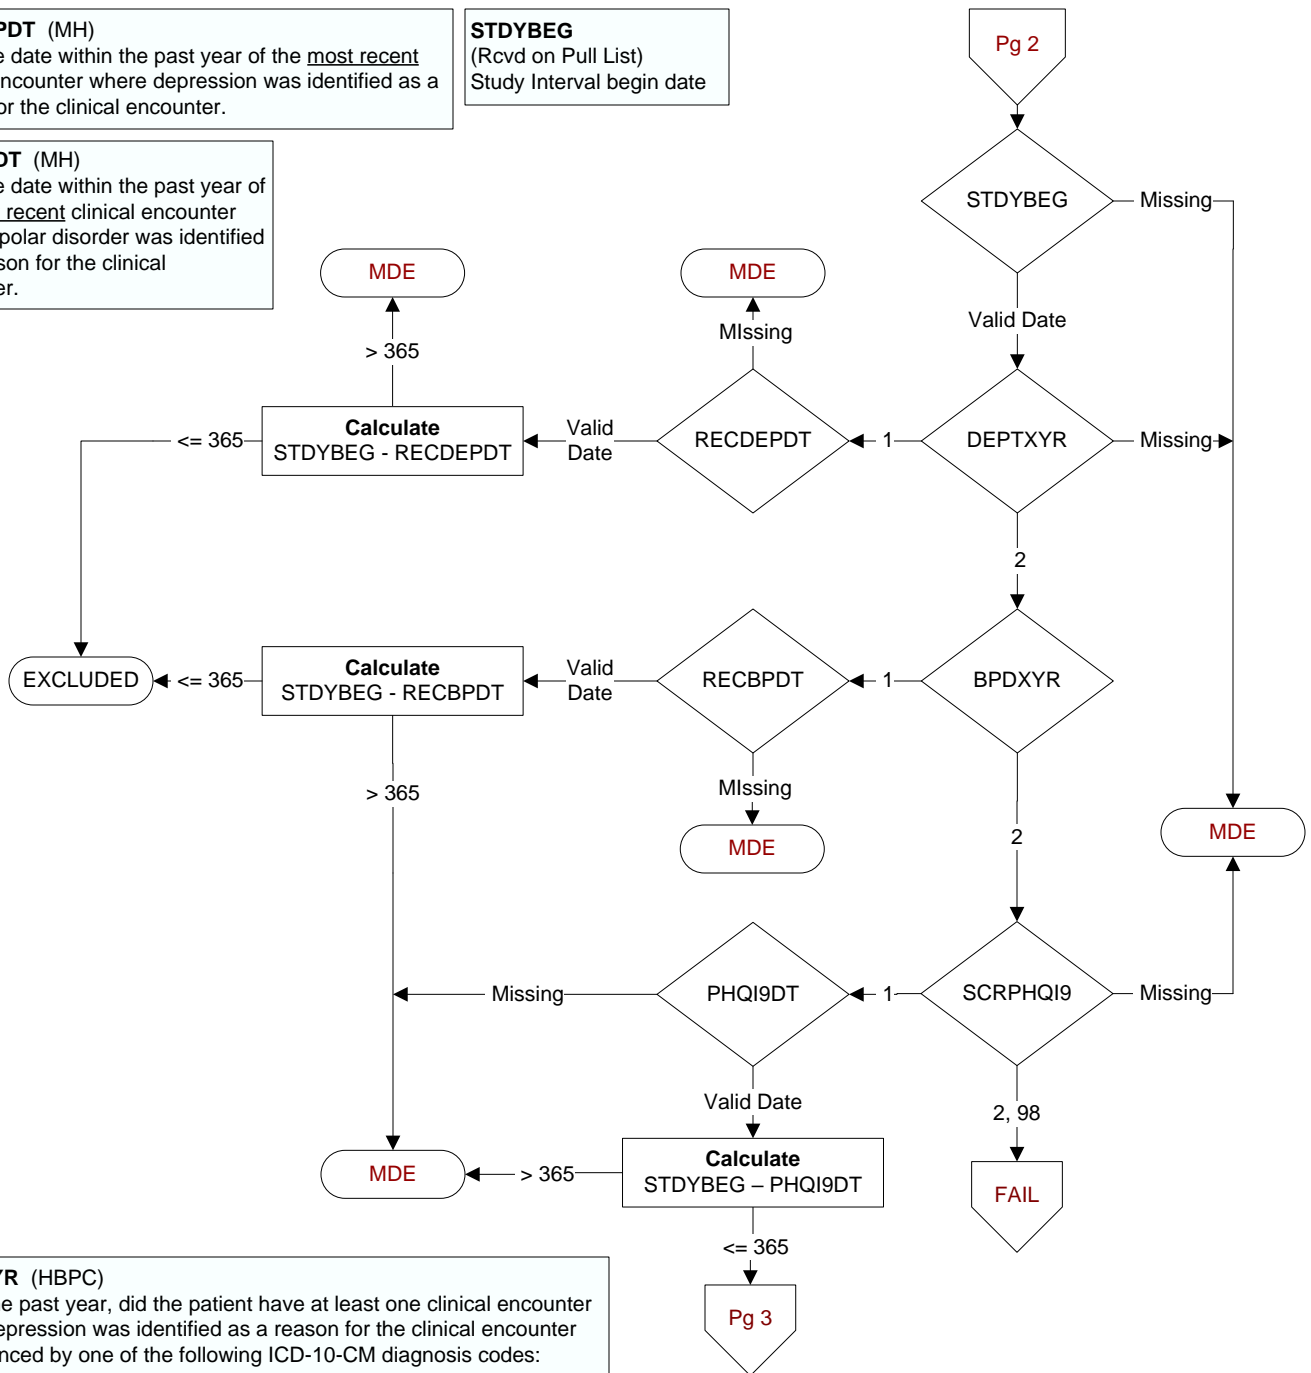 PDT (MH)
e date within the past year of the most recent
encounter where depression was identified as a
or the clinical encounter.
STDYBEG
(Rcvd on Pull List)
Study Interval begin date
Pg 2
DT (MH)
e date within the past year of
recent clinical encounter
polar disorder was identified
son for the clinical
er.
STDYBEG
Missing
MDE
MDE
MIssing
Valid Date
> 365
<= 365
Calculate
STDYBEG - RECDEPDT
Valid
Date
RECDEPDT
1
DEPTXYR
Missing
2
EXCLUDED
<= 365
Calculate
STDYBEG - RECBPDT
Valid
Date
RECBPDT
1
BPDXYR
> 365
MIssing
MDE
2
MDE
Missing
PHQI9DT
1
SCRPHQI9
Missing
Valid Date
2, 98
MDE
> 365
Calculate
STDYBEG – PHQI9DT
FAIL
<= 365
Pg 3
YR (HBPC)
he past year, did the patient have at least one clinical encounter
epression was identified as a reason for the clinical encounter
nced by one of the following ICD-10-CM diagnosis codes: